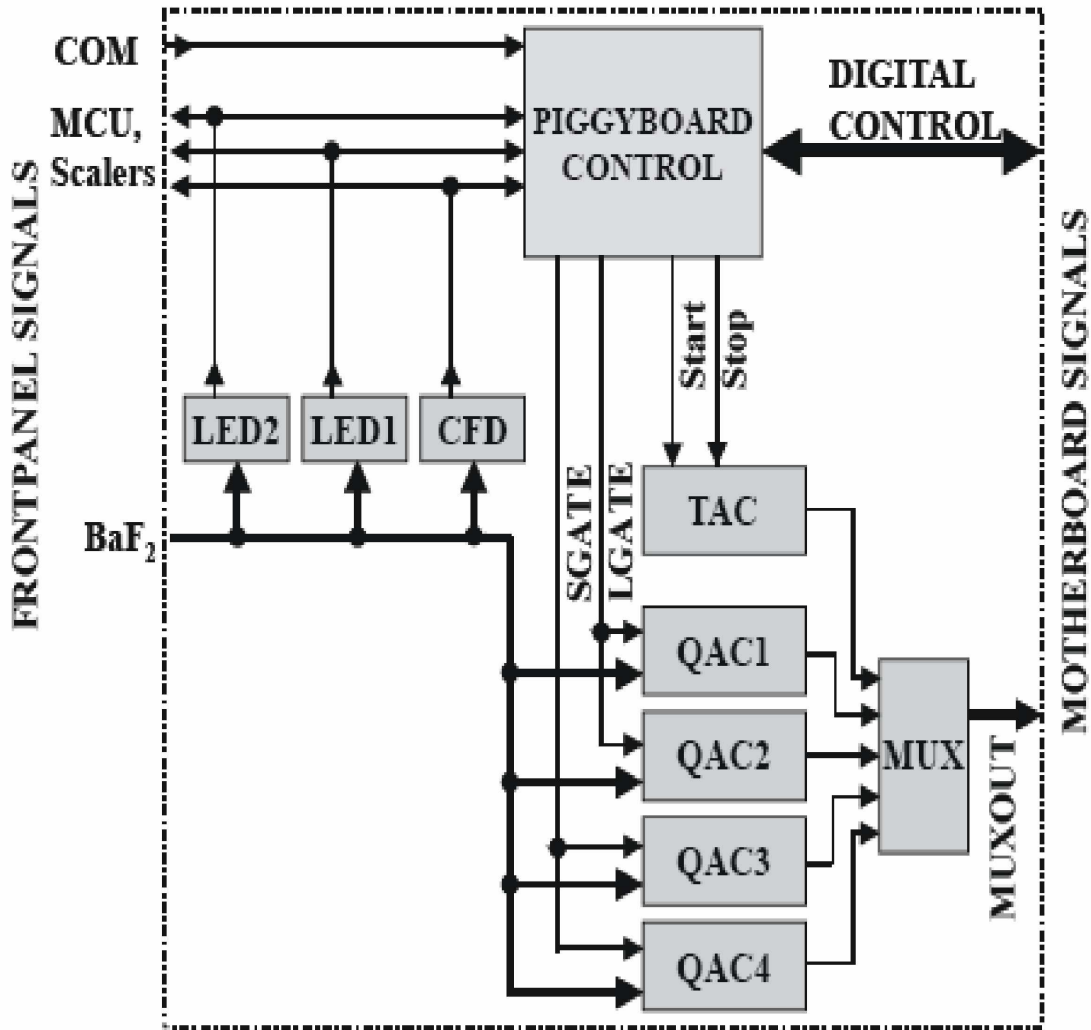 COM
MCU,
Scalers
PIGGYBOARD
CONTROL
DIGITAL
CONTROL
FRONTPANEL SIGNALS
MOTHERBOARD SIGNALS
Start
Stop
LED2
LED1
CFD
SGATE
LGATE
TAC
BaF₂
QAC1
QAC2
MUX
MUXOUT
QAC3
QAC4